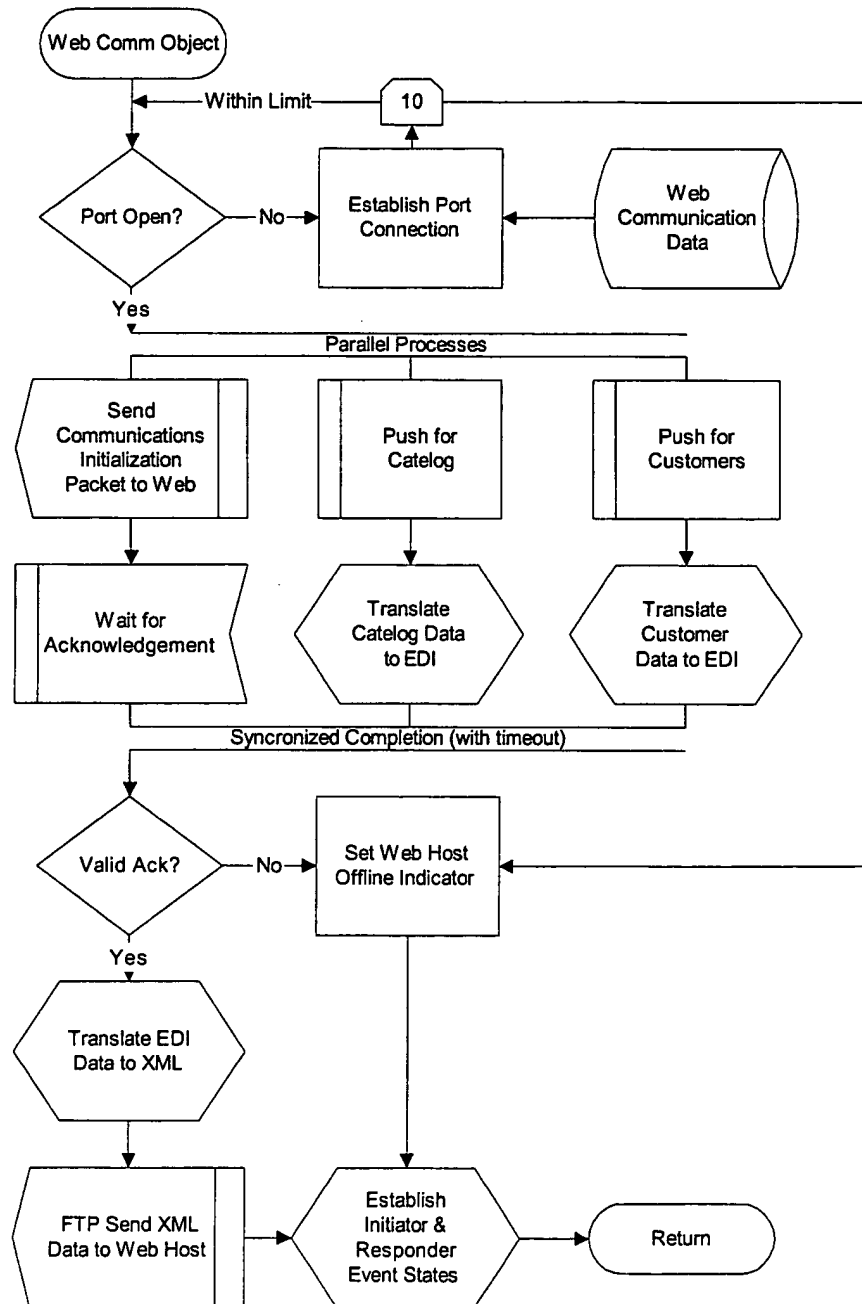 Web Comm Object
Within Limit
10
Port Open?
No
Establish Port
Connection
Web
Communication
Data
Yes
Parallel Processes
Send
Communications
Initialization
Packet to Web
Push for
Catelog
Push for
Customers
Wait for
Acknowledgement
Translate
Catelog Data
to EDI
Translate
Customer
Data to EDI
Syncronized Completion (with timeout)
Valid Ack?
No
Set Web Host
Offline Indicator
Yes
Translate EDI
Data to XML
FTP Send XML
Data to Web Host
Establish
Initiator &
Responder
Event States
Return